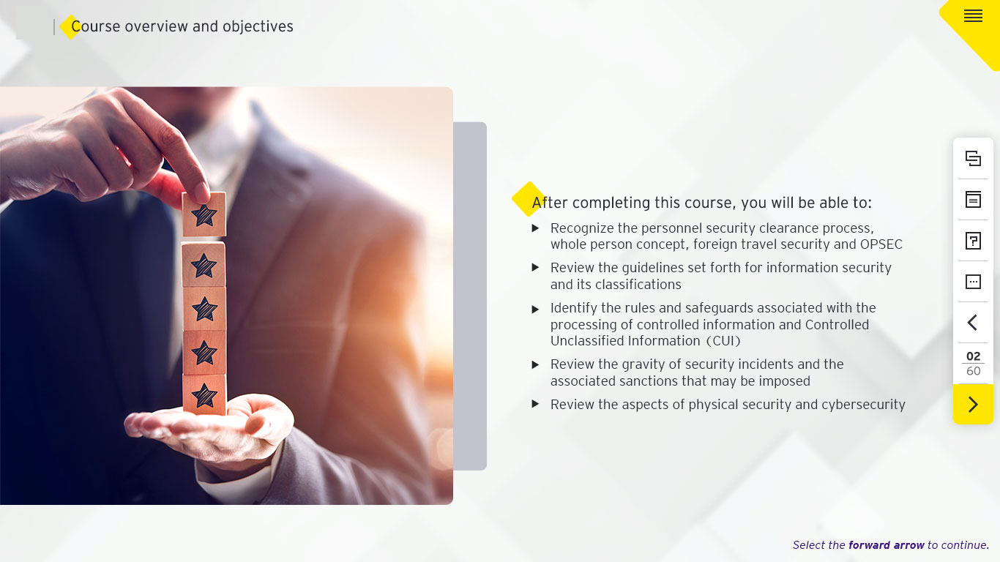 Course overview and objectives
After completing this course, you will be able to:
Recognize the personnel security clearance process,
whole person concept, foreign travel security and OPSEC
Review the guidelines set forth for information security
and its classifications
Identify the rules and safeguards associated with the
processing of controlled information and Controlled
Unclassified Information (CUI)
Review the gravity of security incidents and the
associated sanctions that may be imposed
Review the aspects of physical security and cybersecurity
02
60
Select the forward arrow to continue.